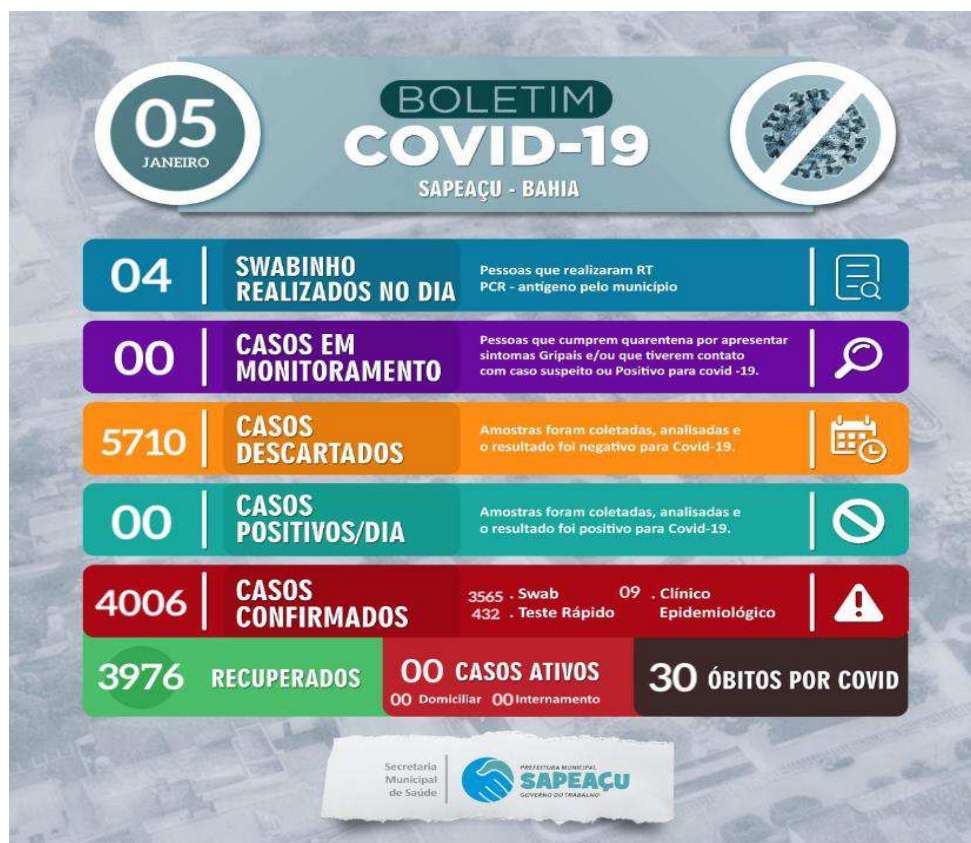 05
JANEIRO
BOLETIM
COVID-19
SAPEAÇU - BAHIA
04
SWABINHO
REALIZADOS NO DIA
Pessoas que realizaram RT
PCR - antígeno pelo município
00
CASOS EM
MONITORAMENTO
Pessoas que cumprem quarentena por apresentar
sintomas Gripais e/ou que tiverem contato
com caso suspeito ou Positivo para covid -19.
5710
CASOS
DESCARTADOS
Amostras foram coletadas, analisadas e
o resultado foi negativo para Covid-19.
00
CASOS
POSITIVOS/DIA
Amostras foram coletadas, analisadas e
o resultado foi positivo para Covid-19.
4006
CASOS
CONFIRMADOS
3565 . Swab
432 . Teste Rápido
09 . Clínico
Epidemiológico
3976 RECUPERADOS
00 CASOS ATIVOS
00 Domiciliar 00 Internamento
30 ÓBITOS POR COVID
Secretaria
Municipal
de Saúde
PREFEITURA MUNICIPAL
SAPEAÇU
GOVERNO DO TRABALHO